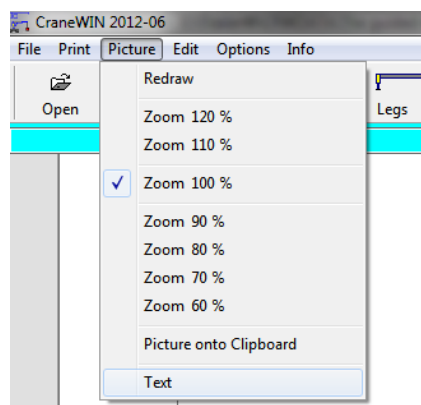 CraneWIN 2012-06
File Print Picture Edit Options Info
Open
Legs
Redraw
Zoom 120 %
Zoom 110 %
Zoom 100 %
Zoom 90 %
Zoom 80 %
Zoom 70 %
Zoom 60 %
Picture onto Clipboard
Text